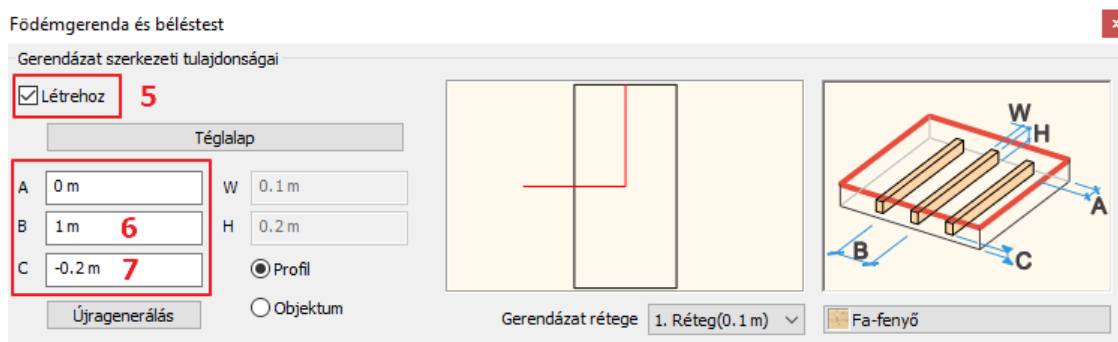 Födémgerenda és béléstest
x
Gerendázat szerkezeti tulajdonságai
Létrehoz 5
Téglalap
A 0 m W 0.1 m
B 1 m 6 H 0.2 m
C -0.2 m 7 Profil
Újragenerálás Objektum
Gerendázat rétege 1. Réteg(0.1 m) Fa-fenyő
W
H
A
B
C